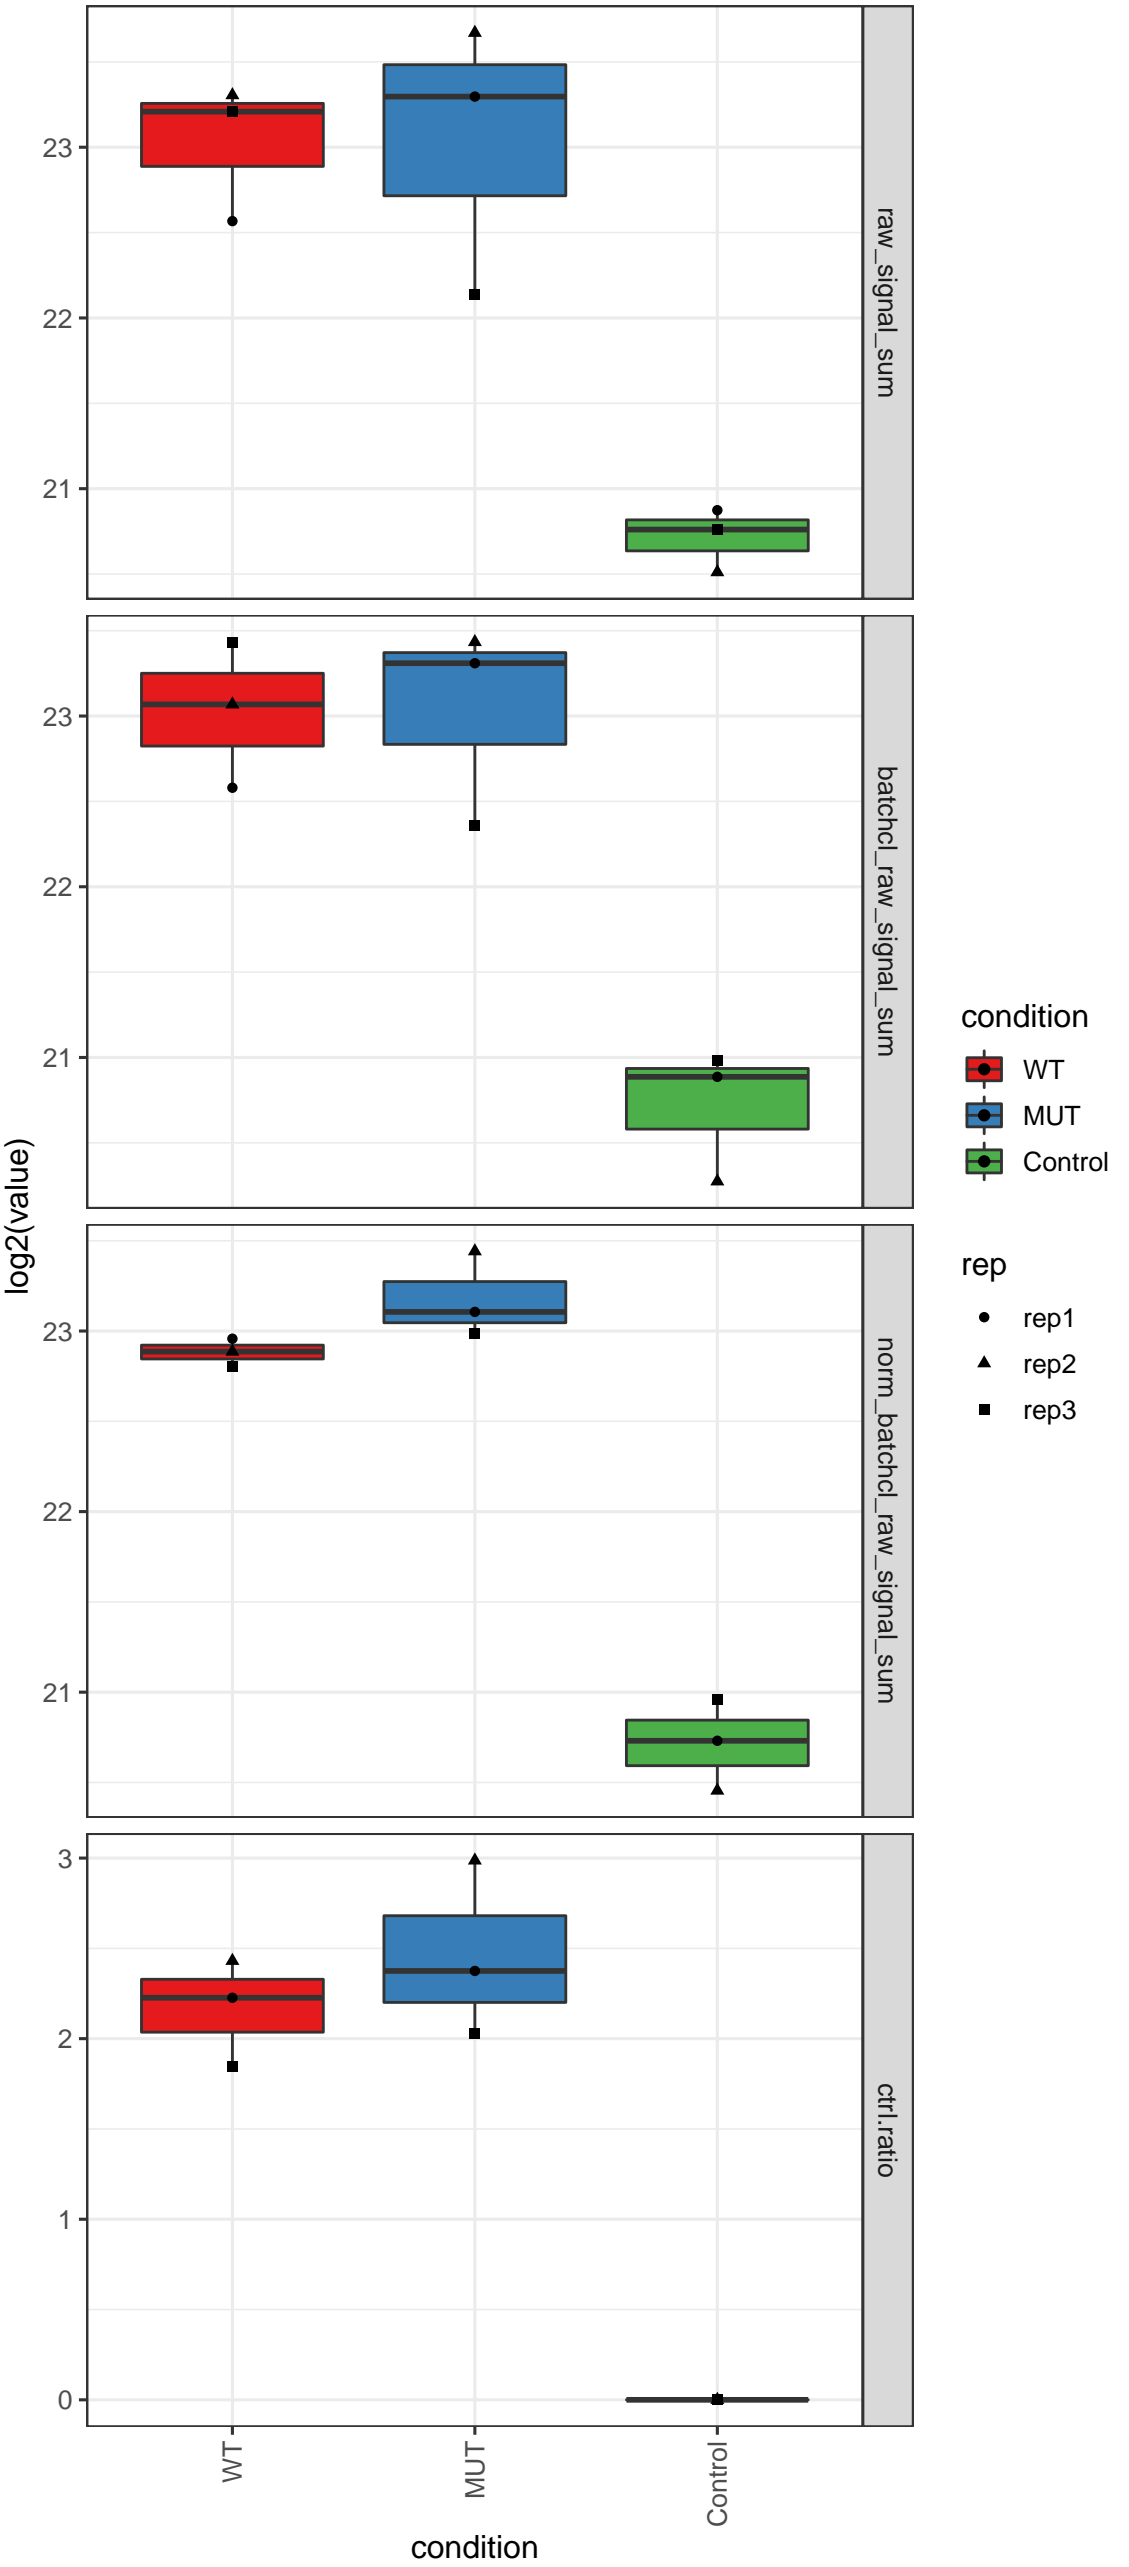 log2(value)
23
22
21
raw_signal_sum
23
22
21
batchcl_raw_signal_sum
23
22
21
norm_batchcl_raw_signal_sum
3
2
1
0
ctrl.ratio
WT
MUT
Control
condition
condition
WT
MUT
Control
rep
rep1
rep2
rep3